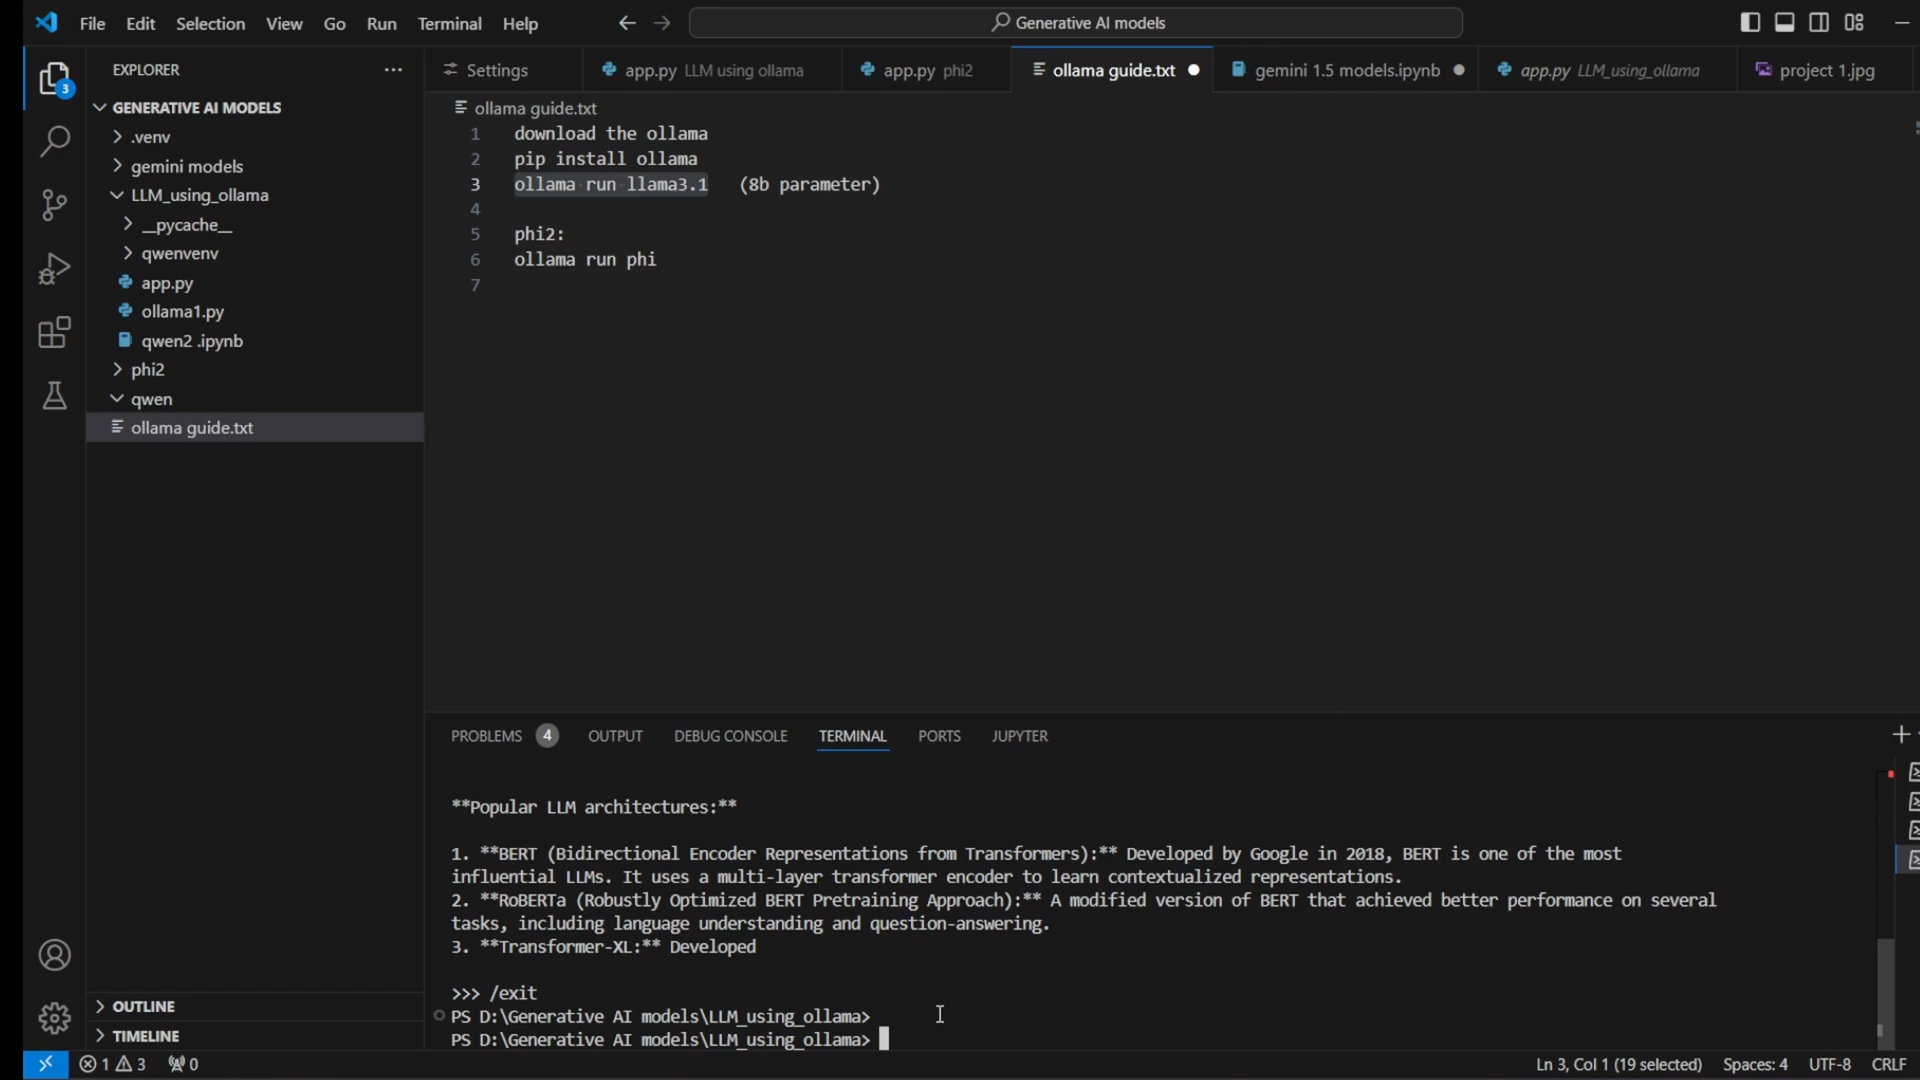 File Edit Selection View Go Run Terminal Help
Generative AI models
EXPLORER
Settings
app.py LLM using ollama
app.py phi2
ollama guide.txt
gemini 1.5 models.ipynb
app.py LLM_using_ollama
project 1.jpg
3
GENERATIVE AI MODELS
.venv
gemini models
LLM_using_ollama
__pycache__
qwenvenv
app.py
ollama1.py
qwen2 .ipynb
phi2
qwen
ollama guide.txt
OUTLINE
TIMELINE
ollama guide.txt
1 download the ollama
2 pip install ollama
3 ollama run llama3.1 (8b parameter)
4
5 phi2:
6 ollama run phi
7
PROBLEMS 4 OUTPUT DEBUG CONSOLE TERMINAL PORTS JUPYTER
**Popular LLM architectures:**
1. **BERT (Bidirectional Encoder Representations from Transformers):** Developed by Google in 2018, BERT is one of the most
influential LLMs. It uses a multi-layer transformer encoder to learn contextualized representations.
2. **RoBERTa (Robustly Optimized BERT Pretraining Approach):** A modified version of BERT that achieved better performance on several
tasks, including language understanding and question-answering.
3. **Transformer-XL:** Developed
>>> /exit
PS D:\Generative AI models\LLM_using_ollama>
PS D:\Generative AI models\LLM_using_ollama>
1 3 0
Ln 3, Col 1 (19 selected) Spaces: 4 UTF-8 CRLF